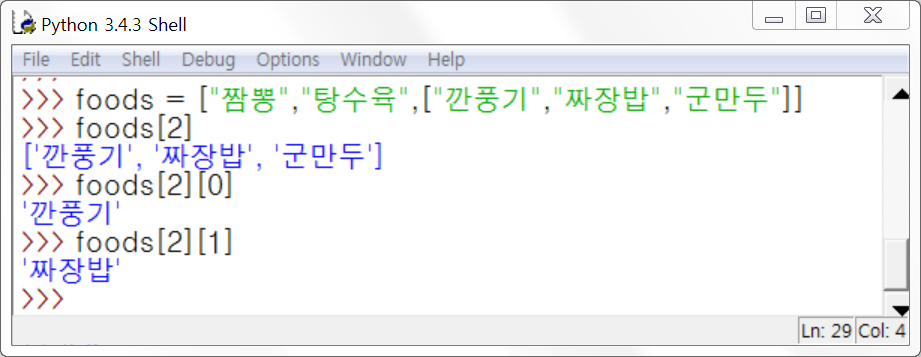 Python 3.4.3 Shell
File Edit Shell Debug Options Window Help
>>> foods = ["짬뽕","탕수육",["깐풍기","짜장밥","군만두"]]
>>> foods[2]
['깐풍기', '짜장밥', '군만두']
>>> foods[2][0]
'깐풍기'
>>> foods[2][1]
'짜장밥'
>>>
Ln: 29 Col: 4